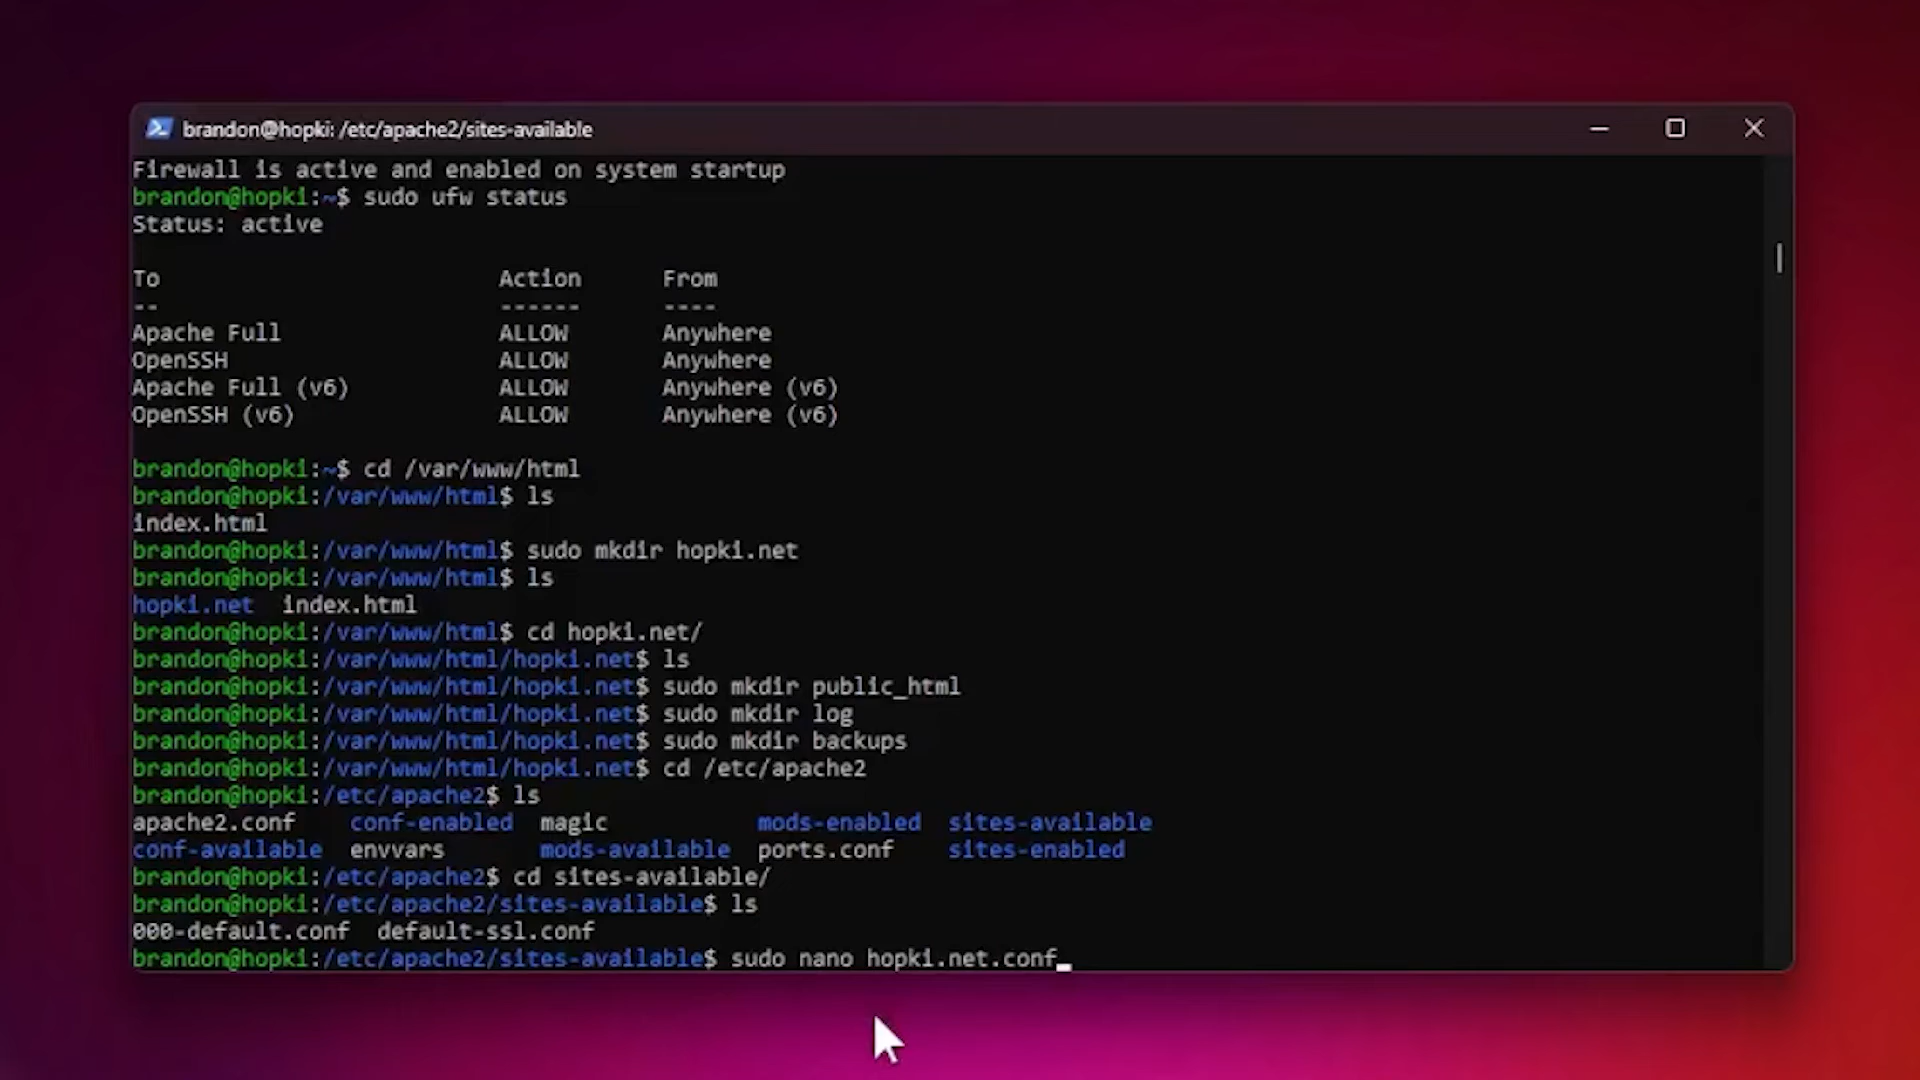 brandon@hopki: /etc/apache2/sites-available
Firewall is active and enabled on system startup
brandon@hopki:~$ sudo ufw status
Status: active
To                         Action      From
--                         ------      ----
Apache Full                ALLOW       Anywhere
OpenSSH                    ALLOW       Anywhere
Apache Full (v6)           ALLOW       Anywhere (v6)
OpenSSH (v6)               ALLOW       Anywhere (v6)
brandon@hopki:~$ cd /var/www/html
brandon@hopki:/var/www/html$ ls
index.html
brandon@hopki:/var/www/html$ sudo mkdir hopki.net
brandon@hopki:/var/www/html$ ls
hopki.net  index.html
brandon@hopki:/var/www/html$ cd hopki.net/
brandon@hopki:/var/www/html/hopki.net$ ls
brandon@hopki:/var/www/html/hopki.net$ sudo mkdir public_html
brandon@hopki:/var/www/html/hopki.net$ sudo mkdir log
brandon@hopki:/var/www/html/hopki.net$ sudo mkdir backups
brandon@hopki:/var/www/html/hopki.net$ cd /etc/apache2
brandon@hopki:/etc/apache2$ ls
apache2.conf    conf-enabled  magic           mods-enabled  sites-available
conf-available  envvars       mods-available  ports.conf    sites-enabled
brandon@hopki:/etc/apache2$ cd sites-available/
brandon@hopki:/etc/apache2/sites-available$ ls
000-default.conf  default-ssl.conf
brandon@hopki:/etc/apache2/sites-available$ sudo nano hopki.net.conf